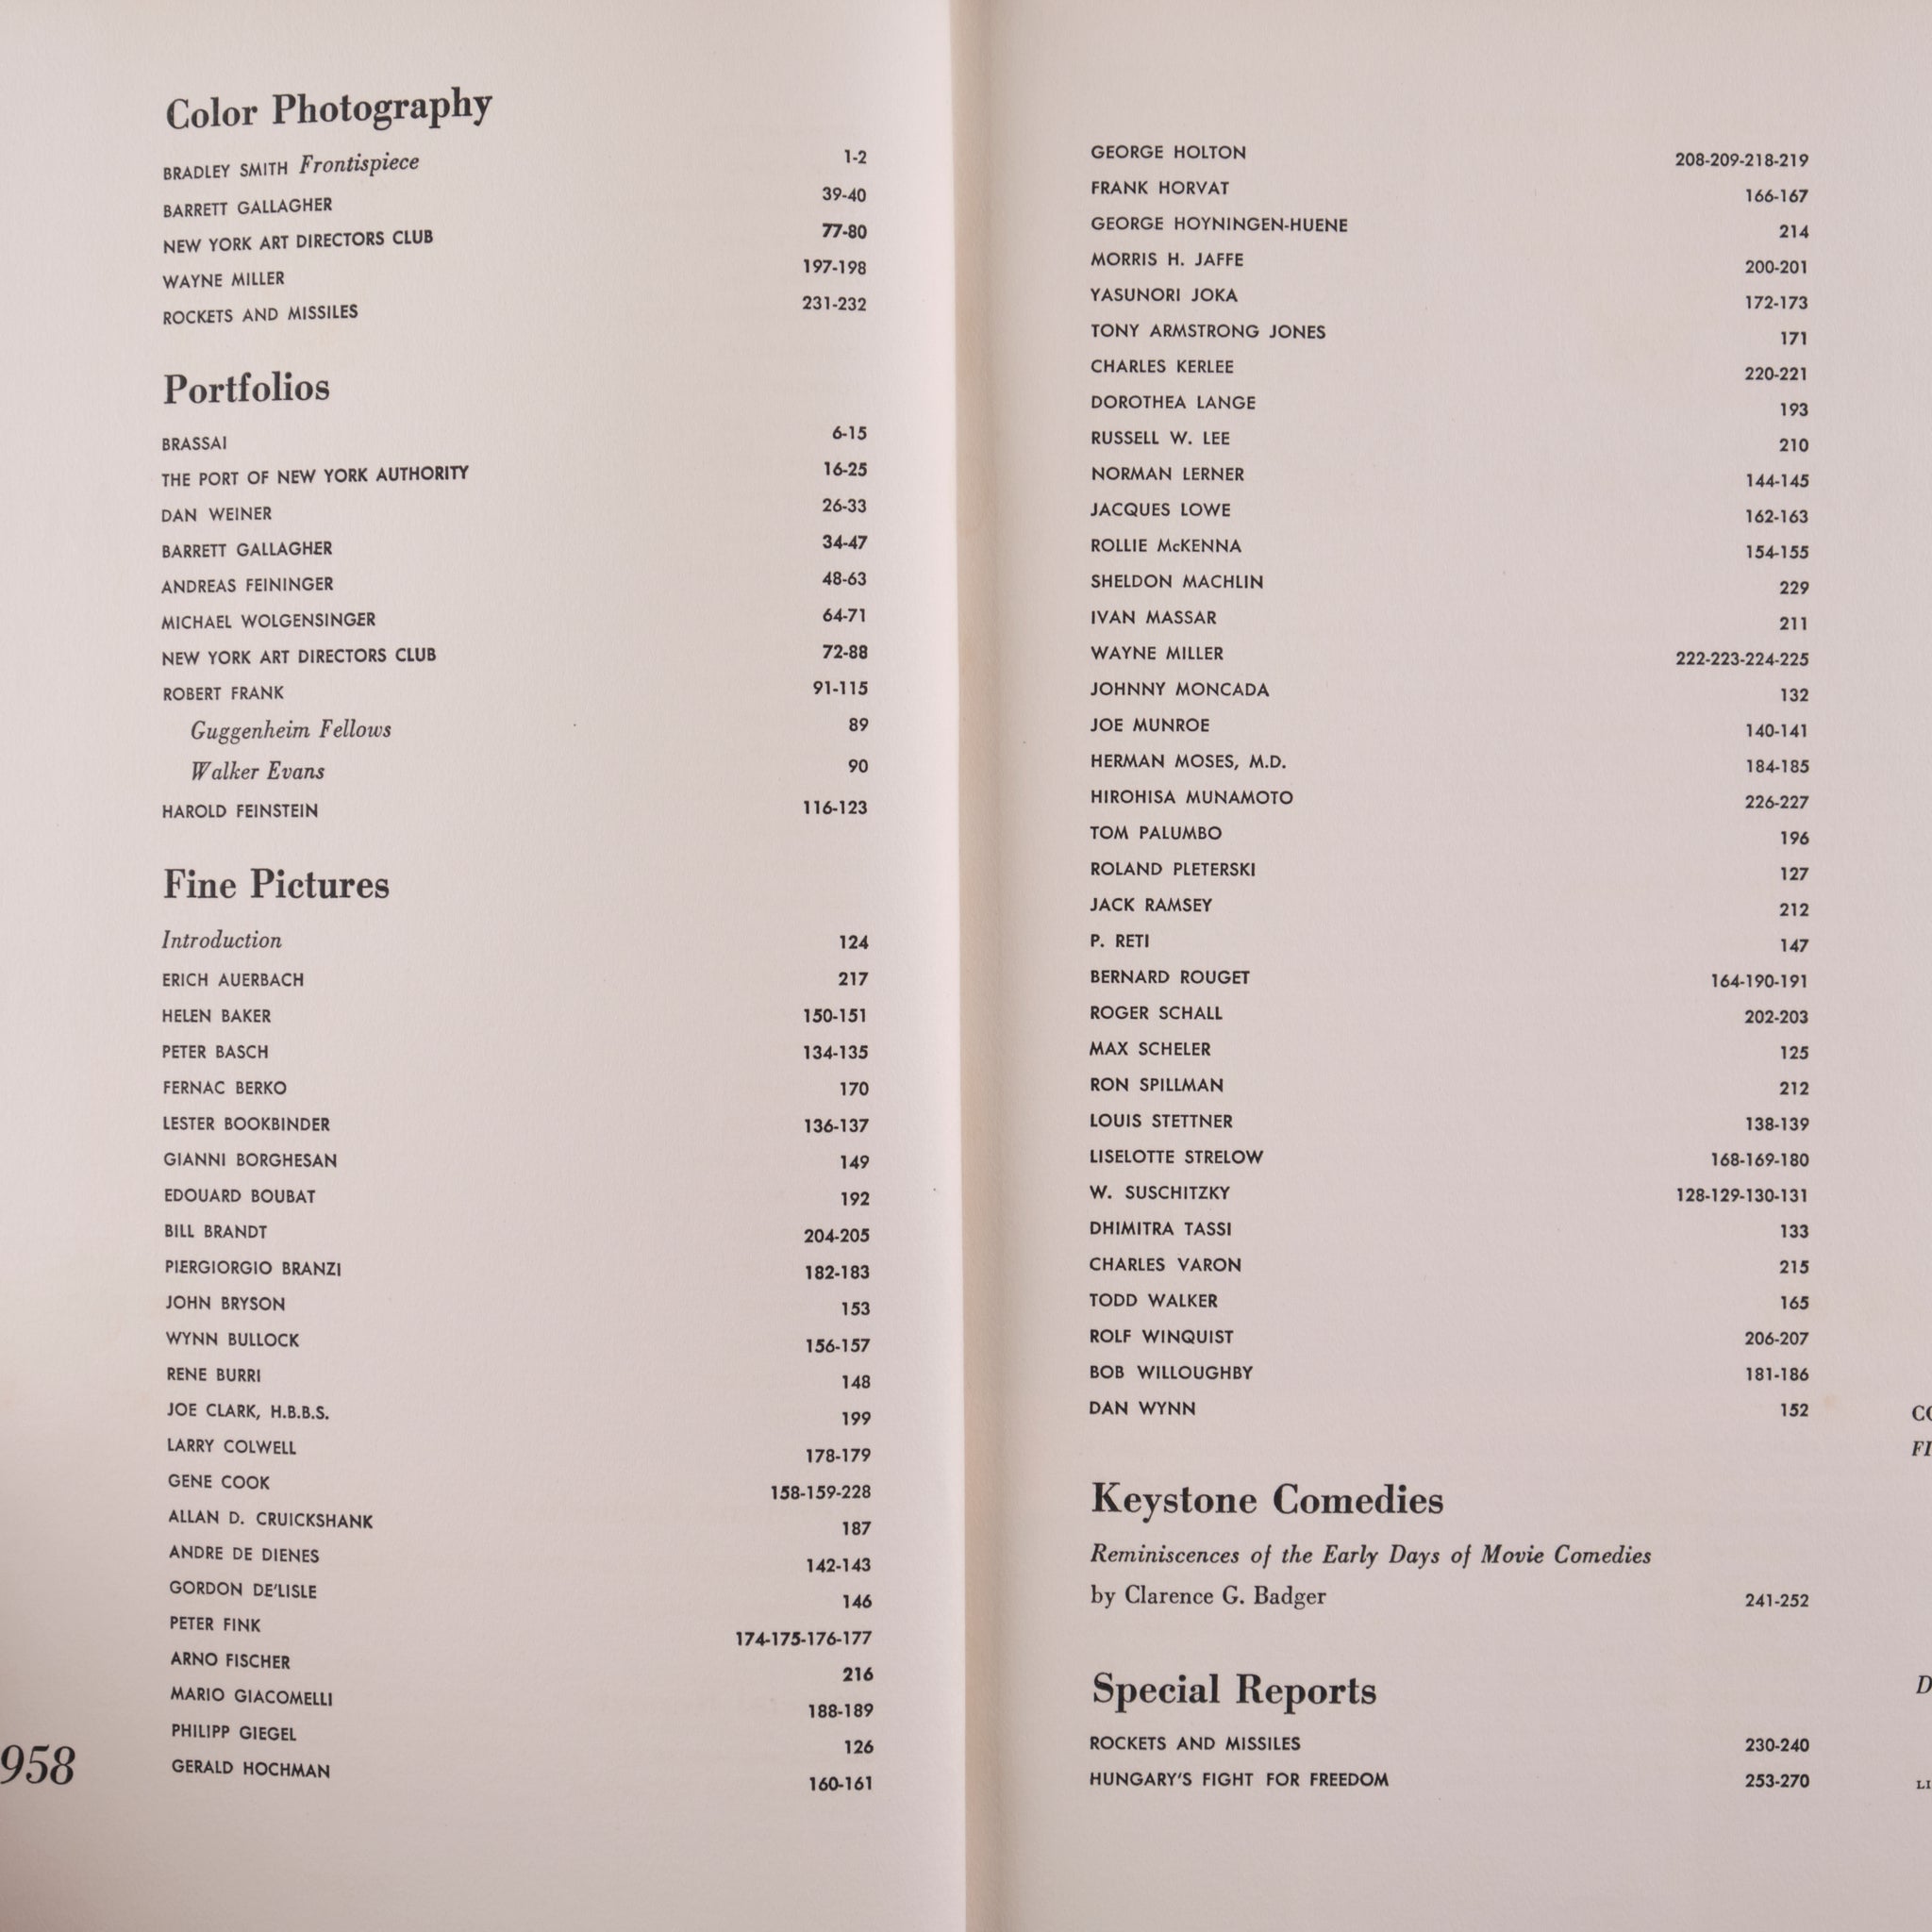 Color Photography
BRADLEY SMITH Frontispiece 1-2
BARRETT GALLAGHER 39-40
NEW YORK ART DIRECTORS CLUB 77-80
WAYNE MILLER 197-198
ROCKETS AND MISSILES 231-232
Portfolios
BRASSAI 6-15
THE PORT OF NEW YORK AUTHORITY 16-25
DAN WEINER 26-33
BARRETT GALLAGHER 34-47
ANDREAS FEININGER 48-63
MICHAEL WOLGENSINGER 64-71
NEW YORK ART DIRECTORS CLUB 72-88
ROBERT FRANK 91-115
Guggenheim Fellows 89
Walker Evans 90
HAROLD FEINSTEIN 116-123
Fine Pictures
Introduction 124
ERICH AUERBACH 217
HELEN BAKER 150-151
PETER BASCH 134-135
FERNAC BERKO 170
LESTER BOOKBINDER 136-137
GIANNI BORGHESAN 149
EDOUARD BOUBAT 192
BILL BRANDT 204-205
PIERGIORGIO BRANZI 182-183
JOHN BRYSON 153
WYNN BULLOCK 156-157
RENE BURRI 148
JOE CLARK, H.B.B.S. 199
LARRY COLWELL 178-179
GENE COOK 158-159-228
ALLAN D. CRUICKSHANK 187
ANDRE DE DIENES 142-143
GORDON DE'LISLE 146
PETER FINK 174-175-176-177
ARNO FISCHER 216
MARIO GIACOMELLI 188-189
PHILIPP GIEGEL 126
GERALD HOCHMAN 160-161
958
GEORGE HOLTON 208-209-218-219
FRANK HORVAT 166-167
GEORGE HOYNINGEN-HUENE 214
MORRIS H. JAFFE 200-201
YASUNORI JOKA 172-173
TONY ARMSTRONG JONES 171
CHARLES KERLEE 220-221
DOROTHEA LANGE 193
RUSSELL W. LEE 210
NORMAN LERNER 144-145
JACQUES LOWE 162-163
ROLLIE McKENNA 154-155
SHELDON MACHLIN 229
IVAN MASSAR 211
WAYNE MILLER 222-223-224-225
JOHNNY MONCADA 132
JOE MUNROE 140-141
HERMAN MOSES, M.D. 184-185
HIROHISA MUNAMOTO 226-227
TOM PALUMBO 196
ROLAND PLETERSKI 127
JACK RAMSEY 212
P. RETI 147
BERNARD ROUGET 164-190-191
ROGER SCHALL 202-203
MAX SCHELER 125
RON SPILLMAN 212
LOUIS STETTNER 138-139
LISELOTTE STRELOW 168-169-180
W. SUSCHITZKY 128-129-130-131
DHIMITRA TASSI 133
CHARLES VARON 215
TODD WALKER 165
ROLF WINQUIST 206-207
BOB WILLOUGHBY 181-186
DAN WYNN 152
Keystone Comedies
Reminiscences of the Early Days of Movie Comedies
by Clarence G. Badger 241-252
Special Reports
ROCKETS AND MISSILES 230-240
HUNGARY'S FIGHT FOR FREEDOM 253-270